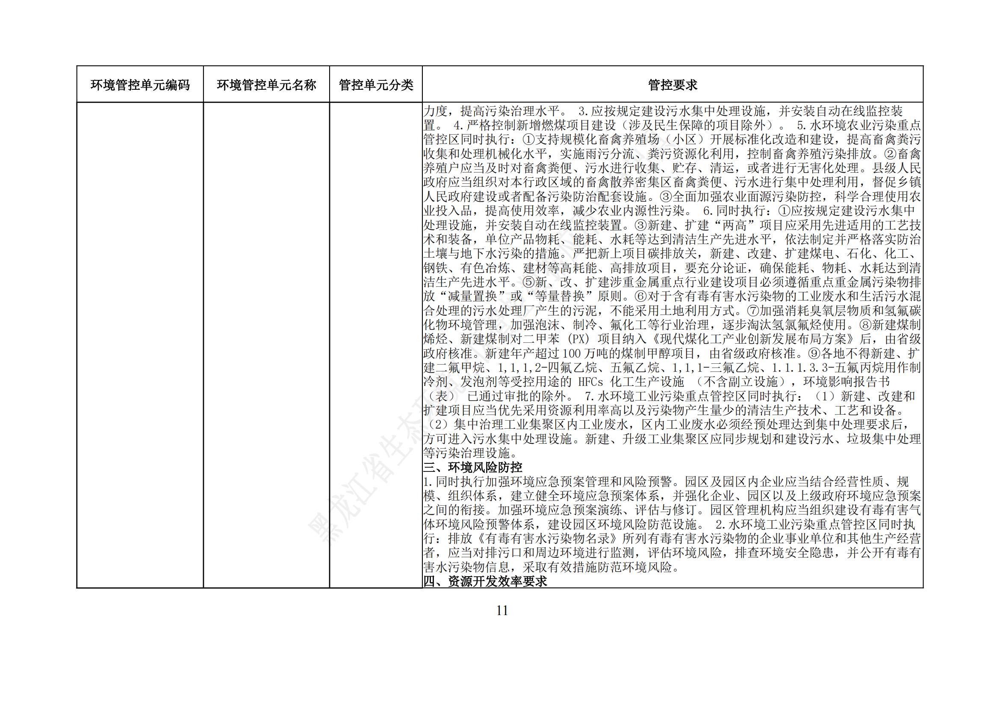 环境管控单元编码 环境管控单元名称 管控单元分类 管控要求
力度，提高污染治理水平。 3.应按规定建设污水集中处理设施，并安装自动在线监控装
置。 4.严格控制新增燃煤项目建设（涉及民生保障的项目除外）。 5.水环境农业污染重点
管控区同时执行：①支持规模化畜禽养殖场（小区）开展标准化改造和建设，提高畜禽粪污
收集和处理机械化水平，实施雨污分流、粪污资源化利用，控制畜禽养殖污染排放。②畜禽
养殖户应当及时对畜禽粪便、污水进行收集、贮存、清运，或者进行无害化处理。县级人民
政府应当组织对本行政区域的畜禽散养密集区畜禽粪便、污水进行集中处理利用，督促乡镇
人民政府建设或者配备污染防治配套设施。③全面加强农业面源污染防控，科学合理使用农
业投入品，提高使用效率，减少农业内源性污染。 6.同时执行：①应按规定建设污水集中
处理设施，并安装自动在线监控装置。③新建、扩建“两高”项目应采用先进适用的工艺技
术和装备，单位产品物耗、能耗、水耗等达到清洁生产先进水平，依法制定并严格落实防治
土壤与地下水污染的措施。严把新上项目碳排放关，新建、改建、扩建煤电、石化、化工、
钢铁、有色冶炼、建材等高耗能、高排放项目，要充分论证，确保能耗、物耗、水耗达到清
洁生产先进水平。⑤新、改、扩建涉重金属重点行业建设项目必须遵循重点重金属污染物排
放“减量置换”或“等量替换”原则。⑥对于含有毒有害水污染物的工业废水和生活污水混
合处理的污水处理厂产生的污泥，不能采用土地利用方式。⑦加强消耗臭氧层物质和氢氟碳
化物环境管理，加强泡沫、制冷、氟化工等行业治理，逐步淘汰氢氯氟烃使用。⑧新建煤制
烯烃、新建煤制对二甲苯 (PX) 项目纳入《现代煤化工产业创新发展布局方案》后，由省级
政府核准。新建年产超过100万吨的煤制甲醇项目，由省级政府核准。⑨各地不得新建、扩
建二氟甲烷、1,1,1,2-四氟乙烷、五氟乙烷、1,1,1-三氟乙烷、1.1.1.3.3-五氟丙烷用作制
冷剂、发泡剂等受控用途的 HFCs 化工生产设施 （不含副立设施），环境影响报告书
（表） 已通过审批的除外。 7.水环境工业污染重点管控区同时执行：（1）新建、改建和
扩建项目应当优先采用资源利用率高以及污染物产生量少的清洁生产技术、工艺和设备。
（2）集中治理工业集聚区内工业废水，区内工业废水必须经预处理达到集中处理要求后，
方可进入污水集中处理设施。新建、升级工业集聚区应同步规划和建设污水、垃圾集中处理
等污染治理设施。
三、环境风险防控
1.同时执行加强环境应急预案管理和风险预警。园区及园区内企业应当结合经营性质、规
模、组织体系，建立健全环境应急预案体系，并强化企业、园区以及上级政府环境应急预案
之间的衔接。加强环境应急预案演练、评估与修订。园区管理机构应当组织建设有毒有害气
体环境风险预警体系，建设园区环境风险防范设施。 2.水环境工业污染重点管控区同时执
行：排放《有毒有害水污染物名录》所列有毒有害水污染物的企业事业单位和其他生产经营
者，应当对排污口和周边环境进行监测，评估环境风险，排查环境安全隐患，并公开有毒有
害水污染物信息，采取有效措施防范环境风险。
四、资源开发效率要求
11
黑龙江省生态环境